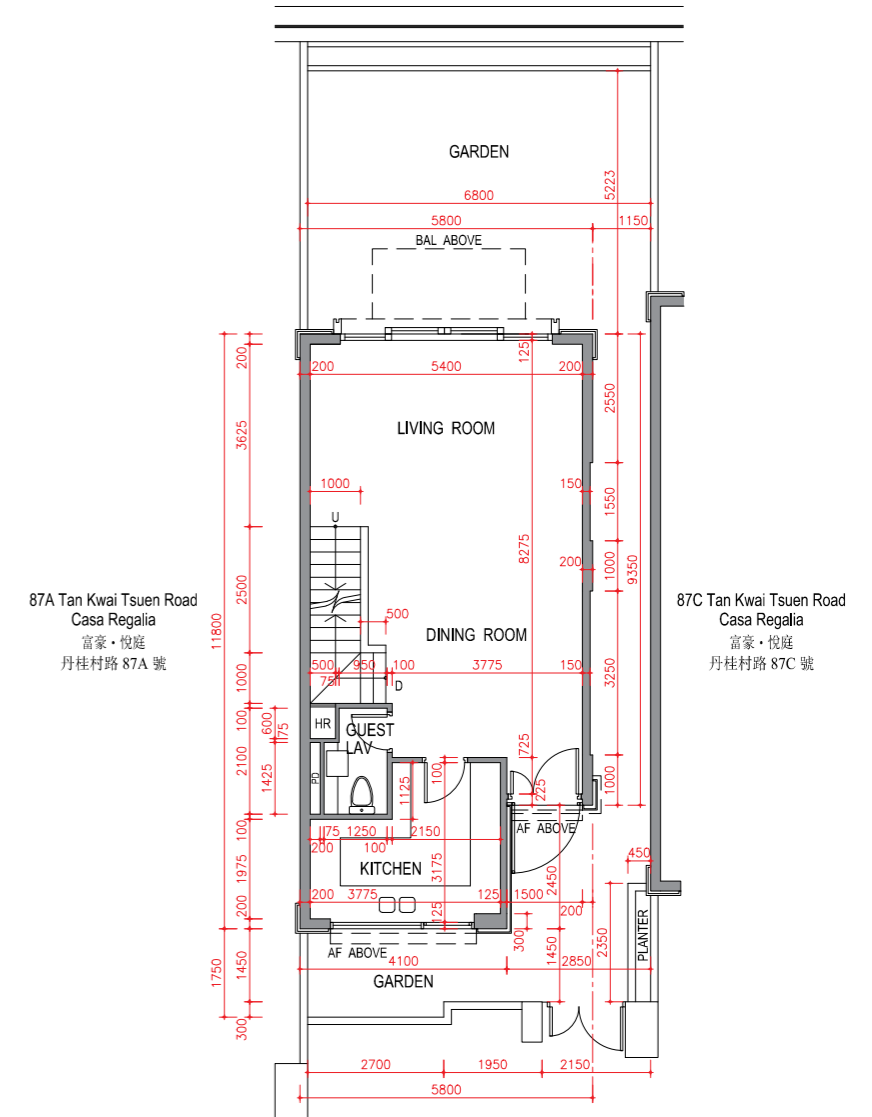 GARDEN
5223
6800
5800
1150
BAL ABOVE
200
125
200
5400
200
2550
3625
LIVING ROOM
1000
150
1550
U
8275
200
1000
9350
2500
11800
500
87A Tan Kwai Tsuen Road
Casa Regalia
富豪·悅庭
丹桂村路 87A 號
87C Tan Kwai Tsuen Road
Casa Regalia
富豪·悅庭
丹桂村路 87C 號
DINING ROOM
3250
500
950
100
3775
150
75
D
1000
100
600
75
HR
GUEST
LAV
2100
1425
PD
725
100
1125
225
1000
AF ABOVE
100
75
1250
2150
200
100
1975
KITCHEN
3175
2450
450
200
200
3775
125
1500
200
125
300
PLANTER
2350
AF ABOVE
1750
1450
4100
1450
2850
GARDEN
300
2700
1950
2150
5800